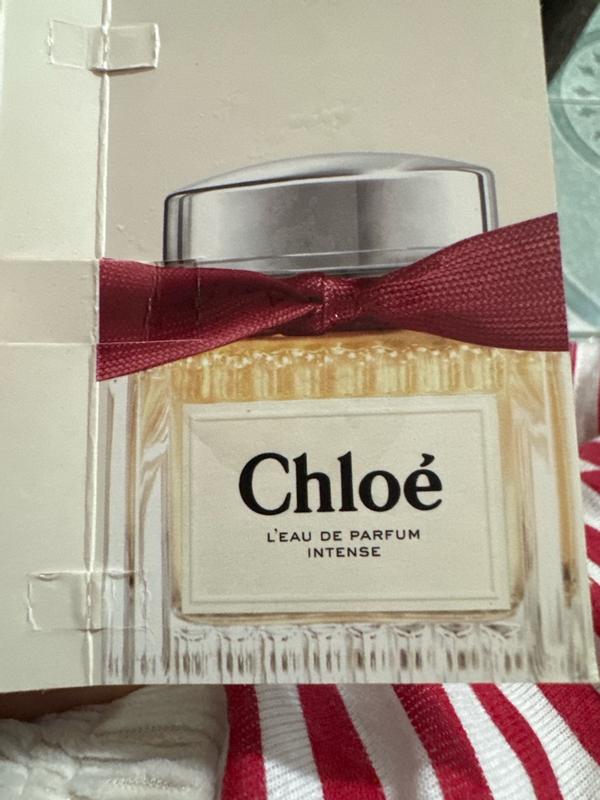 Chloé
L'EAU DE PARFUM
INTENSE